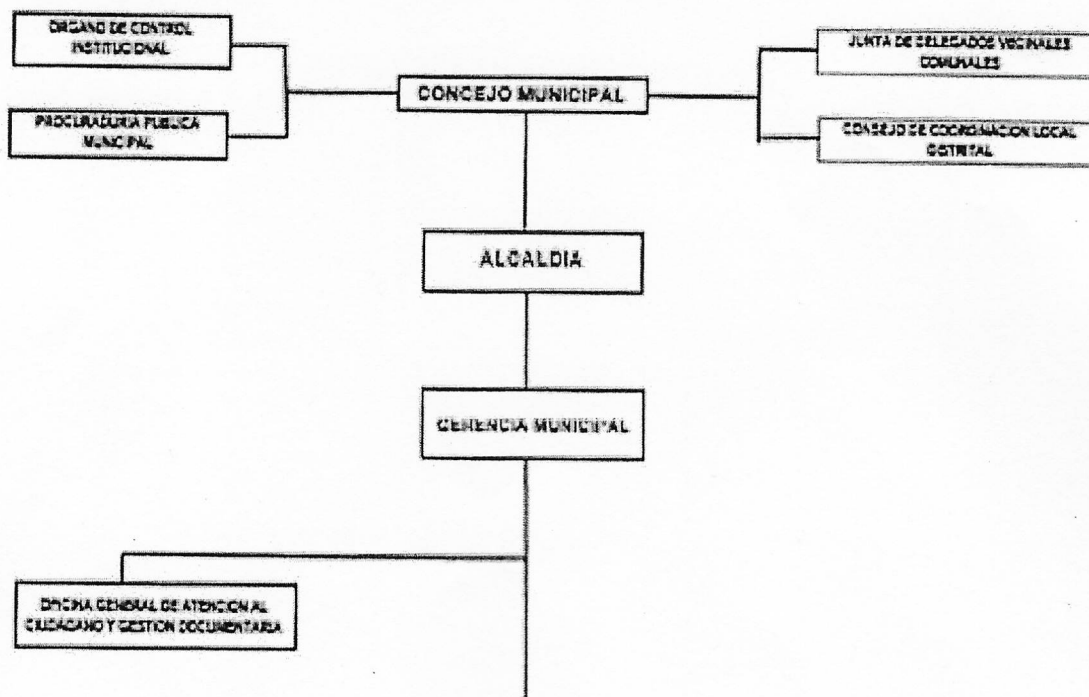 ORGANO DE CONTROL
INSTITUCIONAL
JUNTA DE DELEGADOS VECINALES
COMUNALES
CONCEJO MUNICIPAL
PROCURADURIA PUBLICA
MUNICIPAL
CONSEJO DE COORDINACION LOCAL
DISTRITAL
ALCALDIA
GERENCIA MUNICIPAL
OFICINA GENERAL DE ATENCION AL
CIUDADANO Y GESTION DOCUMENTARIA